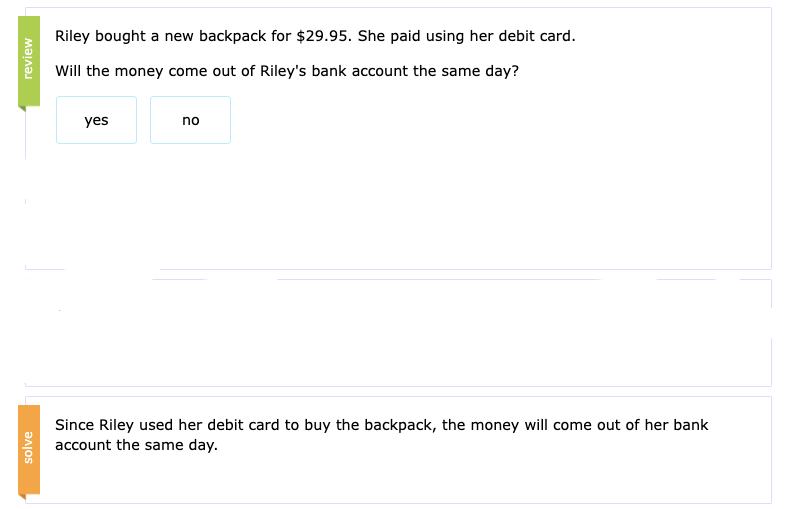 review
Riley bought a new backpack for $29.95. She paid using her debit card.
Will the money come out of Riley's bank account the same day?
yes no
solve
Since Riley used her debit card to buy the backpack, the money will come out of her bank
account the same day.